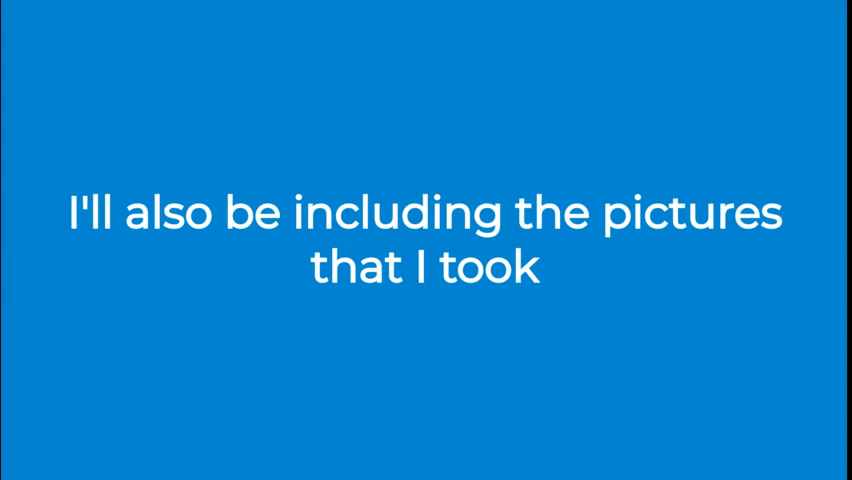 I'll also be including the pictures
that I took